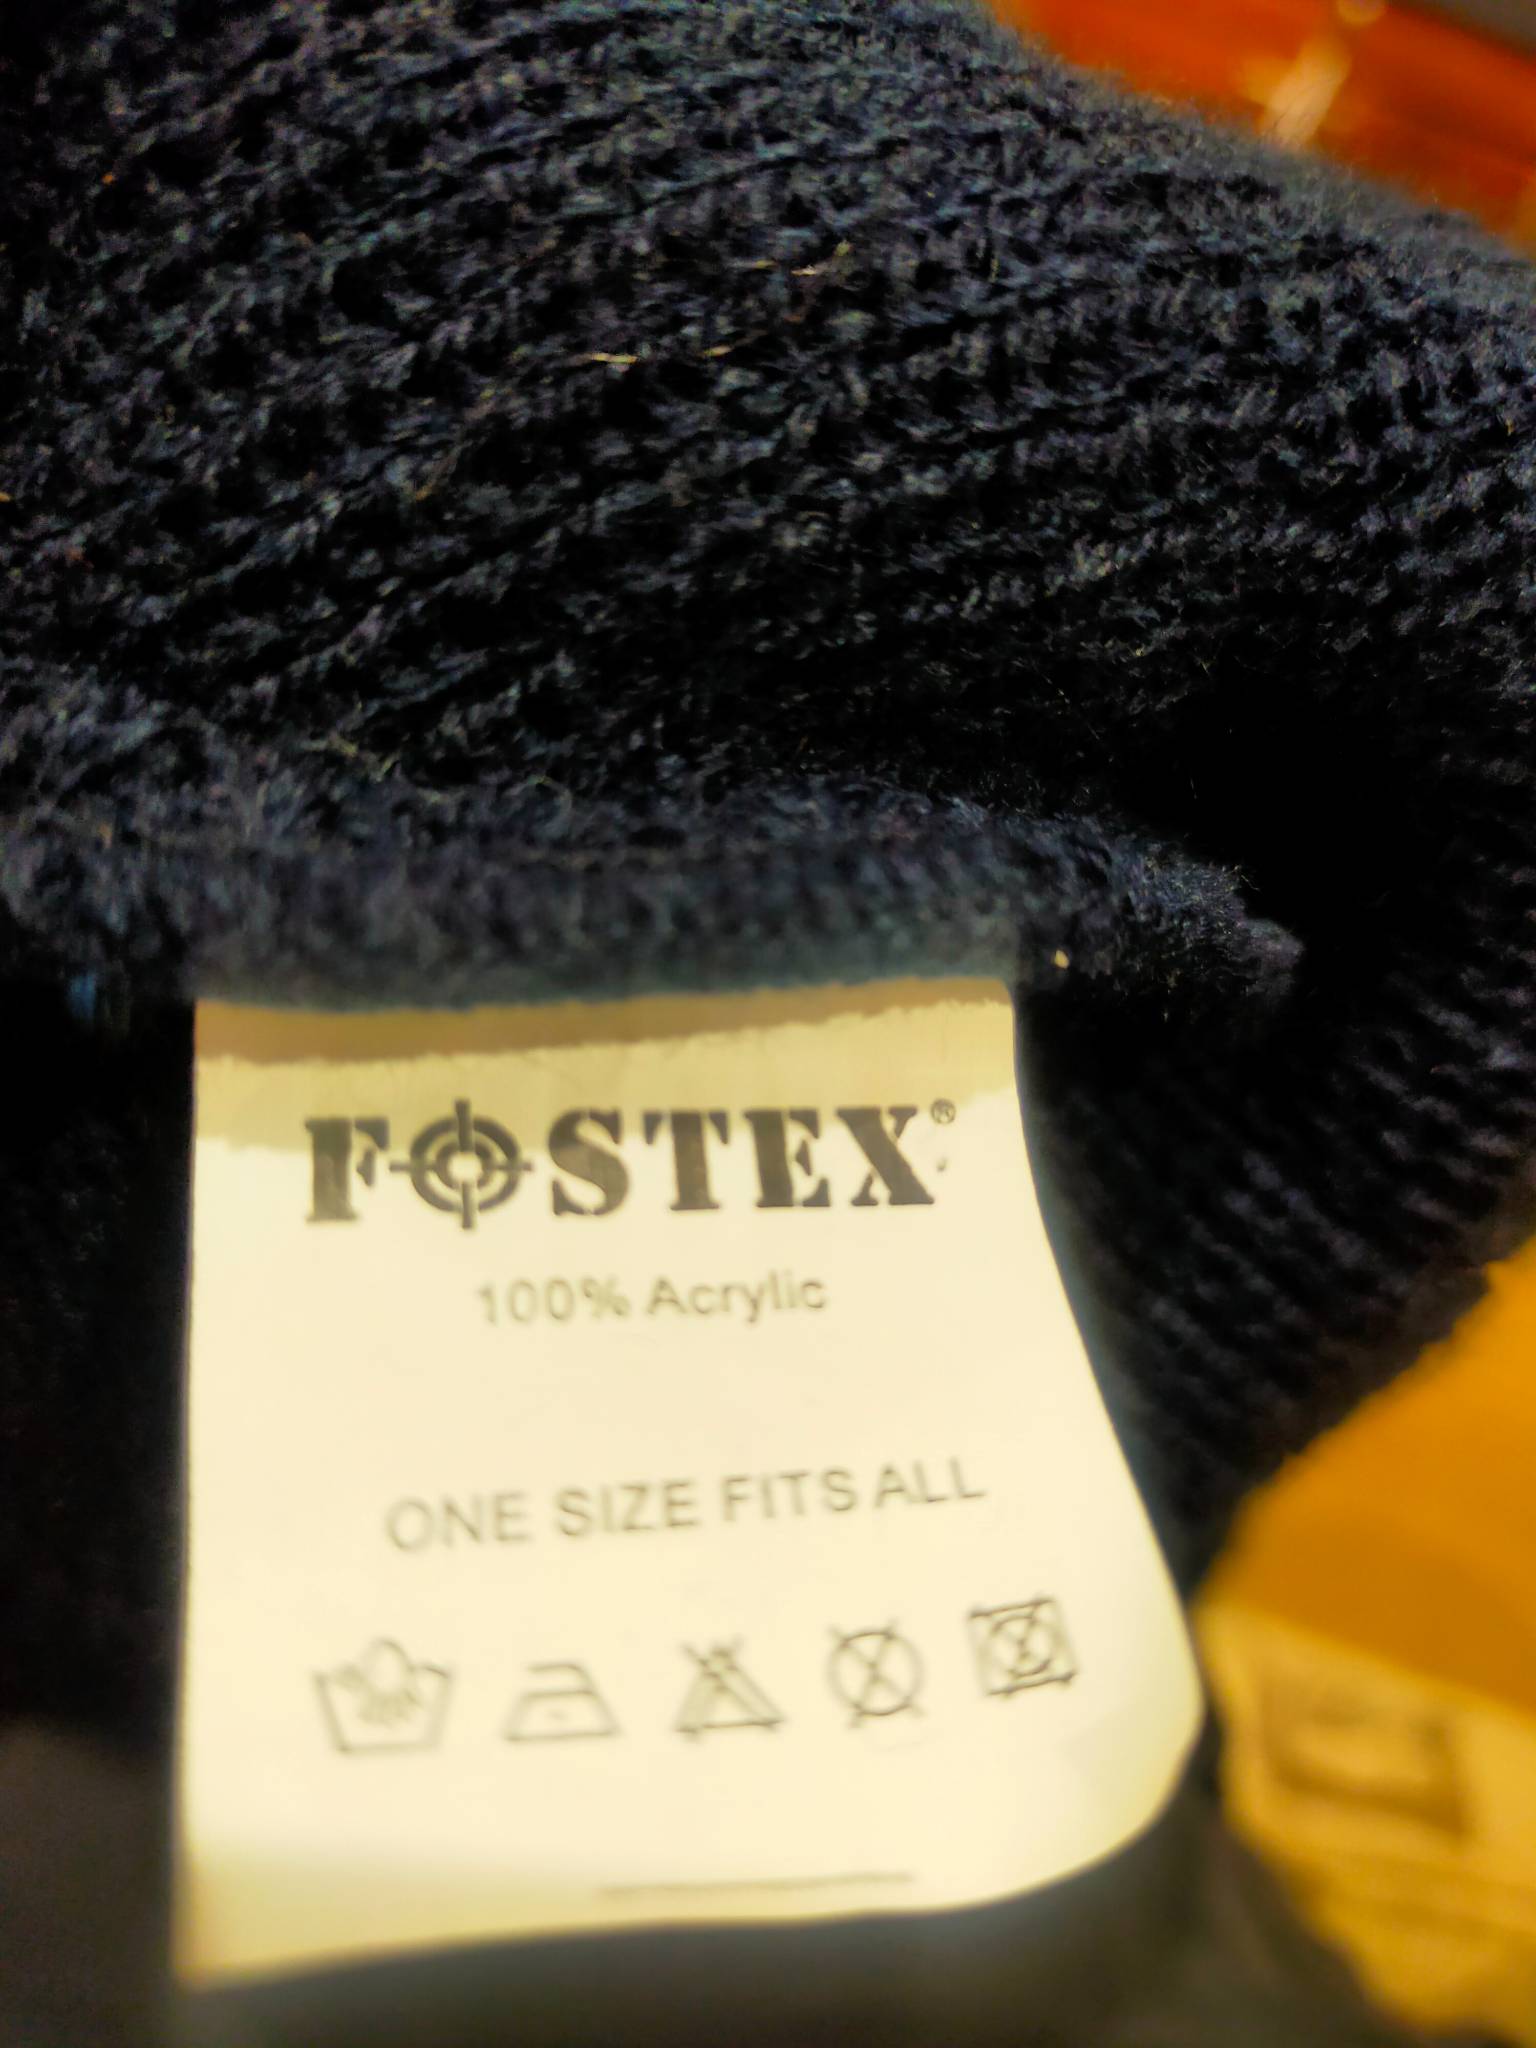 FOSTEX®
100% Acrylic
ONE SIZE FITS ALL